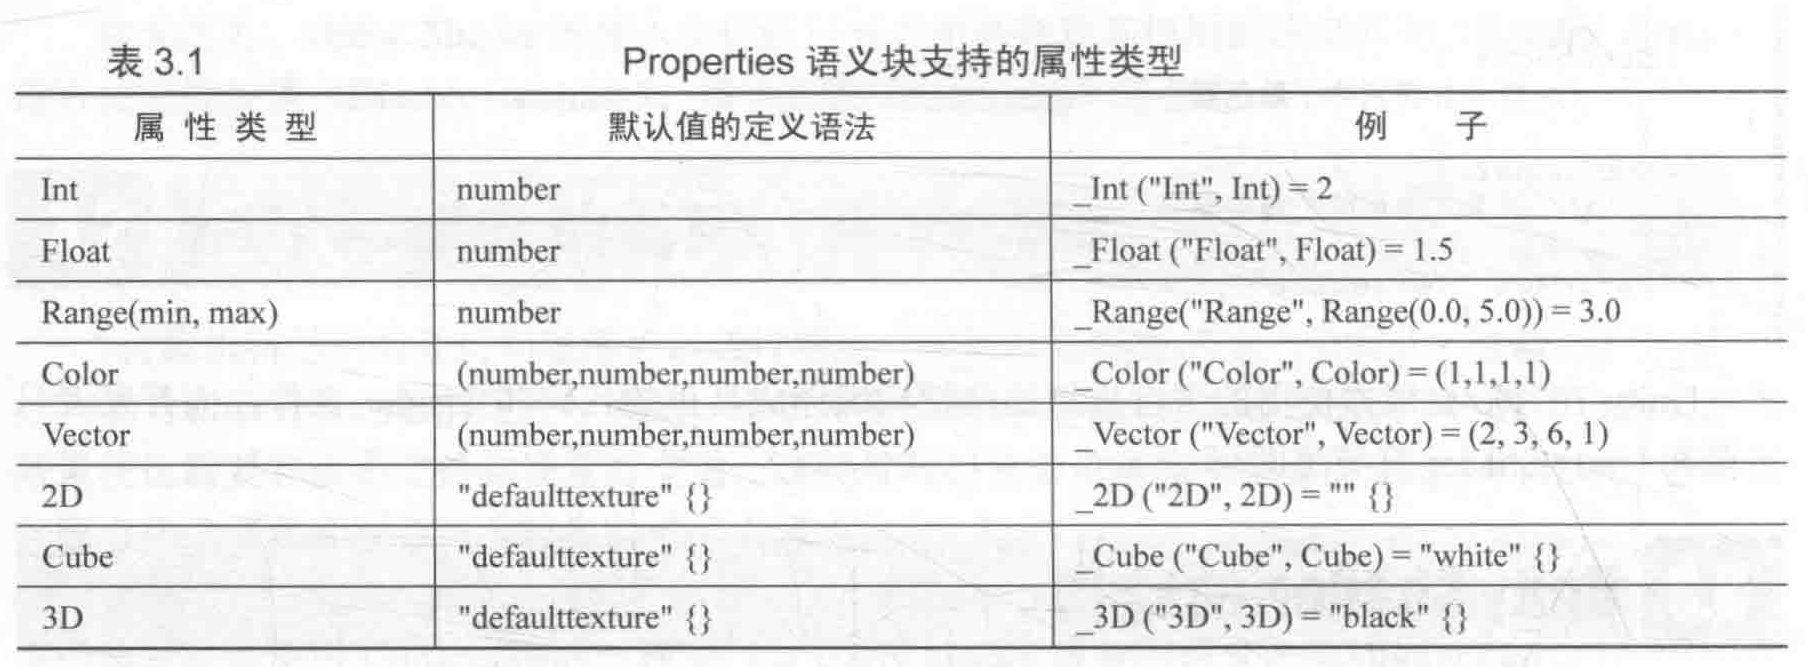 表 3.1 Properties 语义块支持的属性类型
属 性 类 型 默认值的定义语法 例 子
Int number _Int ("Int", Int) = 2
Float number _Float ("Float", Float) = 1.5
Range(min, max) number _Range("Range", Range(0.0, 5.0)) = 3.0
Color (number,number,number,number) _Color ("Color", Color) = (1,1,1,1)
Vector (number,number,number,number) _Vector ("Vector", Vector) = (2, 3, 6, 1)
2D "defaulttexture" {} _2D ("2D", 2D) = "" {}
Cube "defaulttexture" {} _Cube ("Cube", Cube) = "white" {}
3D "defaulttexture" {} _3D ("3D", 3D) = "black" {}